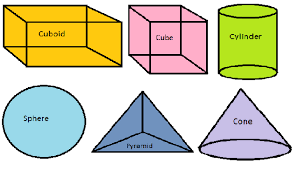 Cuboid
Cube
Cylinder
Sphere
Pyramid
Cone